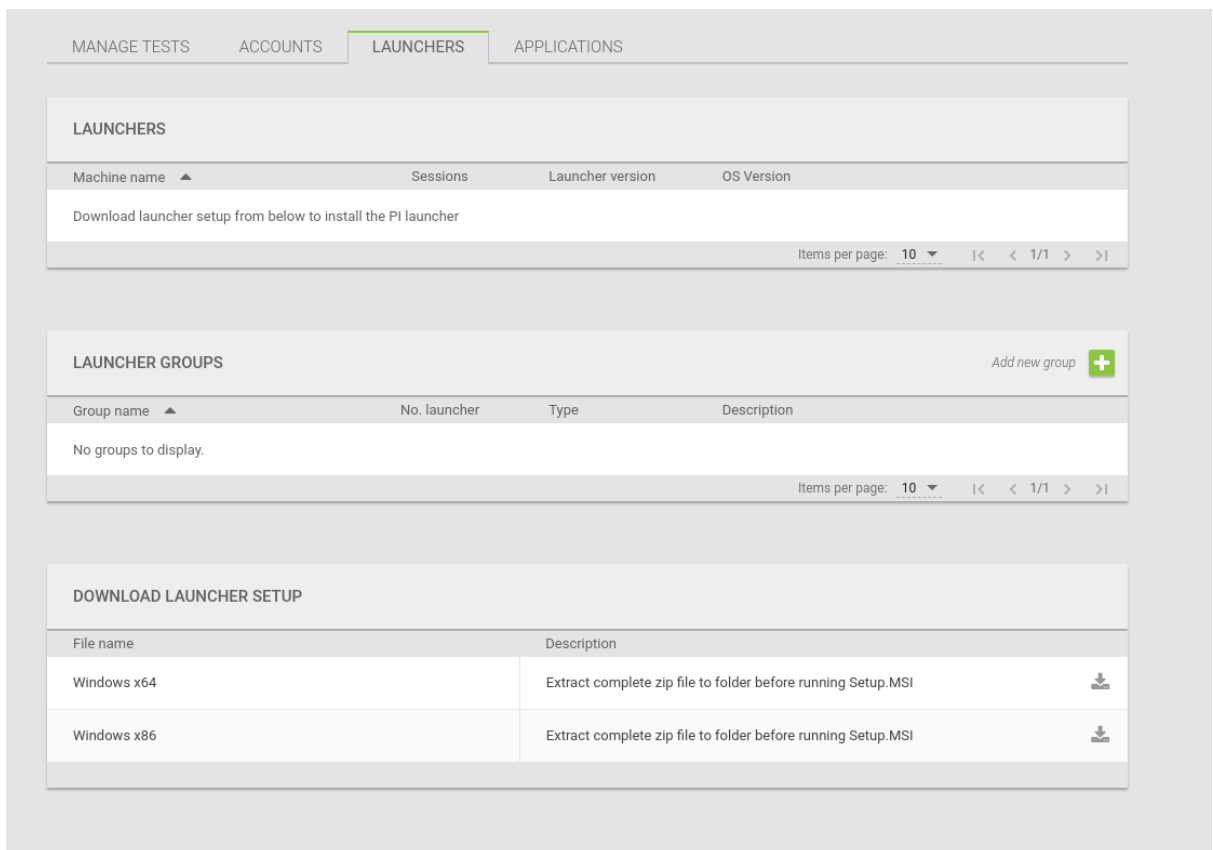 MANAGE TESTS ACCOUNTS LAUNCHERS APPLICATIONS
LAUNCHERS
Machine name Sessions Launcher version OS Version
Download launcher setup from below to install the PI launcher
Items per page: 10 1/1
LAUNCHER GROUPS Add new group
Group name No. launcher Type Description
No groups to display.
Items per page: 10 1/1
DOWNLOAD LAUNCHER SETUP
File name Description
Windows x64 Extract complete zip file to folder before running Setup.MSI
Windows x86 Extract complete zip file to folder before running Setup.MSI